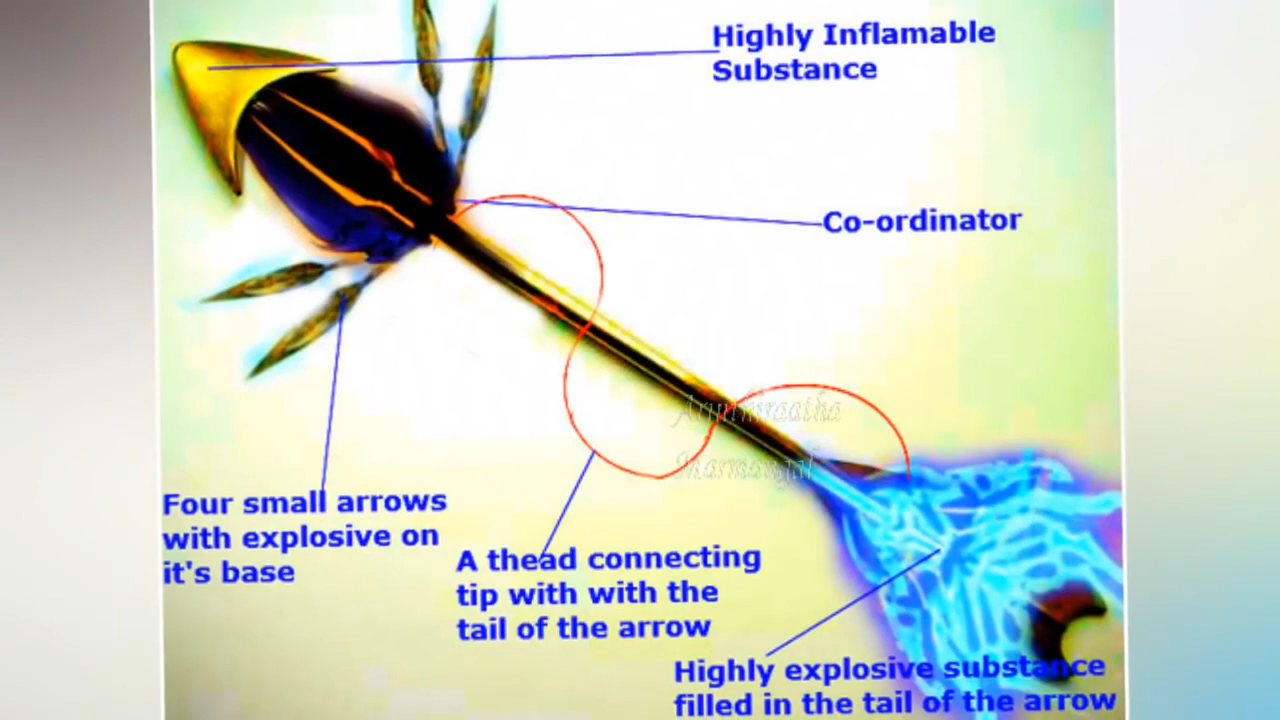 Highly Inflamable
Substance
Co-ordinator
Four small arrows
with explosive on
it's base
A thead connecting
tip with with the
tail of the arrow
Highly explosive substance
filled in the tail of the arrow